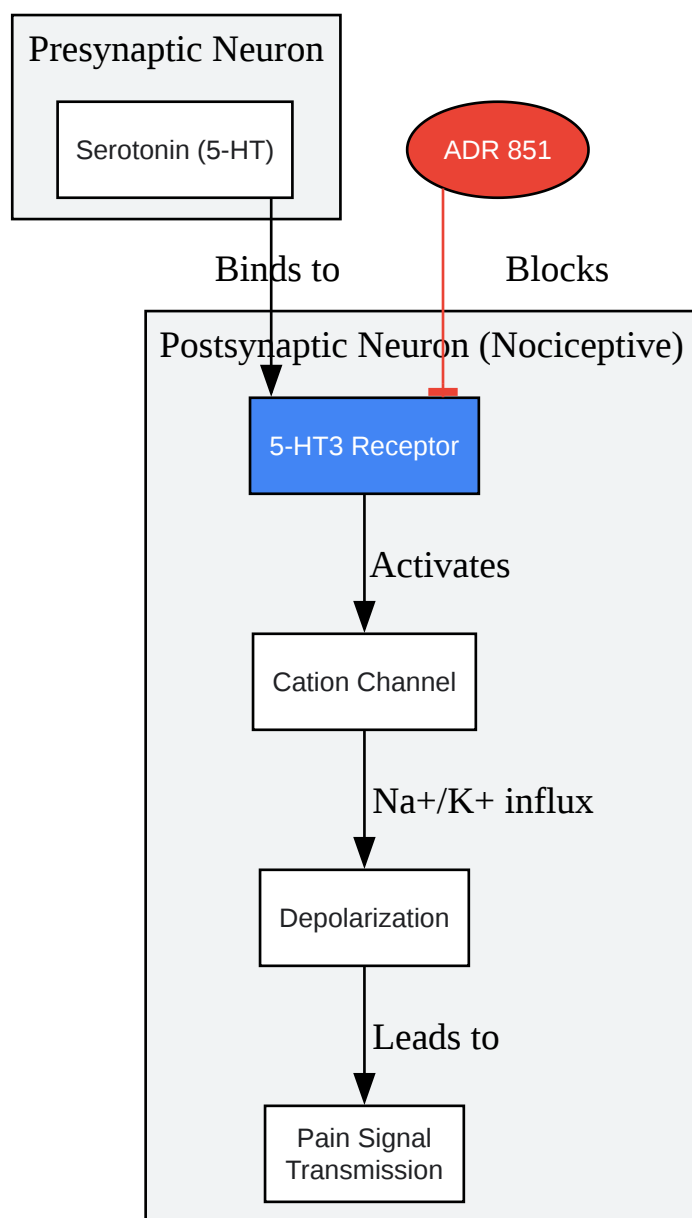 Presynaptic Neuron
Serotonin (5-HT)
ADR 851
Binds to
Blocks
Postsynaptic Neuron (Nociceptive)
5-HT3 Receptor
Activates
Cation Channel
Na+/K+ influx
Depolarization
Leads to
Pain Signal
Transmission